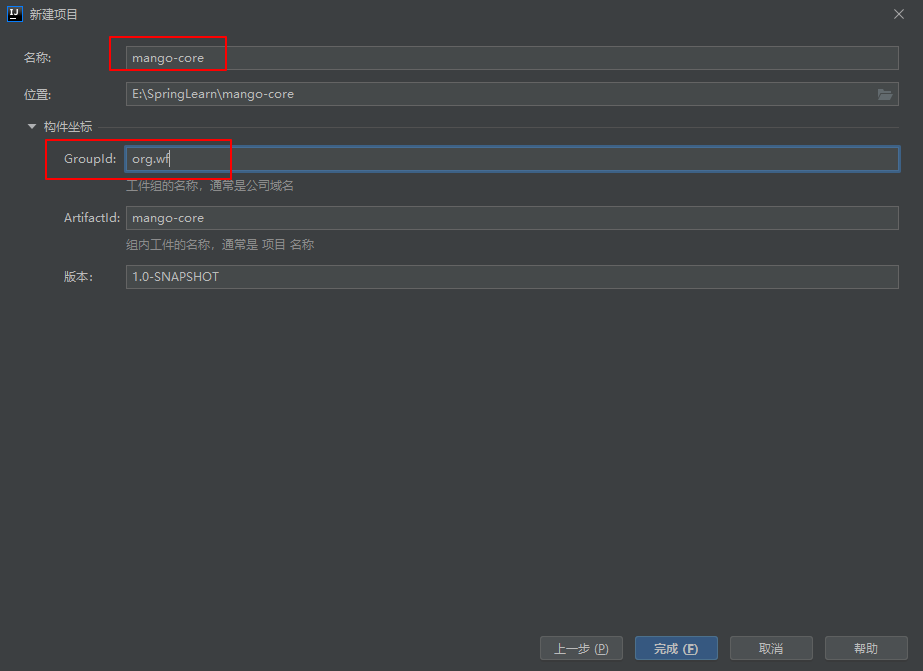 新建项目
名称: mango-core
位置: E:\SpringLearn\mango-core
构件坐标
GroupId: org.wf
工件组的名称，通常是公司域名
ArtifactId: mango-core
组内工件的名称，通常是 项目 名称
版本: 1.0-SNAPSHOT
上一步 (P) 完成 (F) 取消 帮助